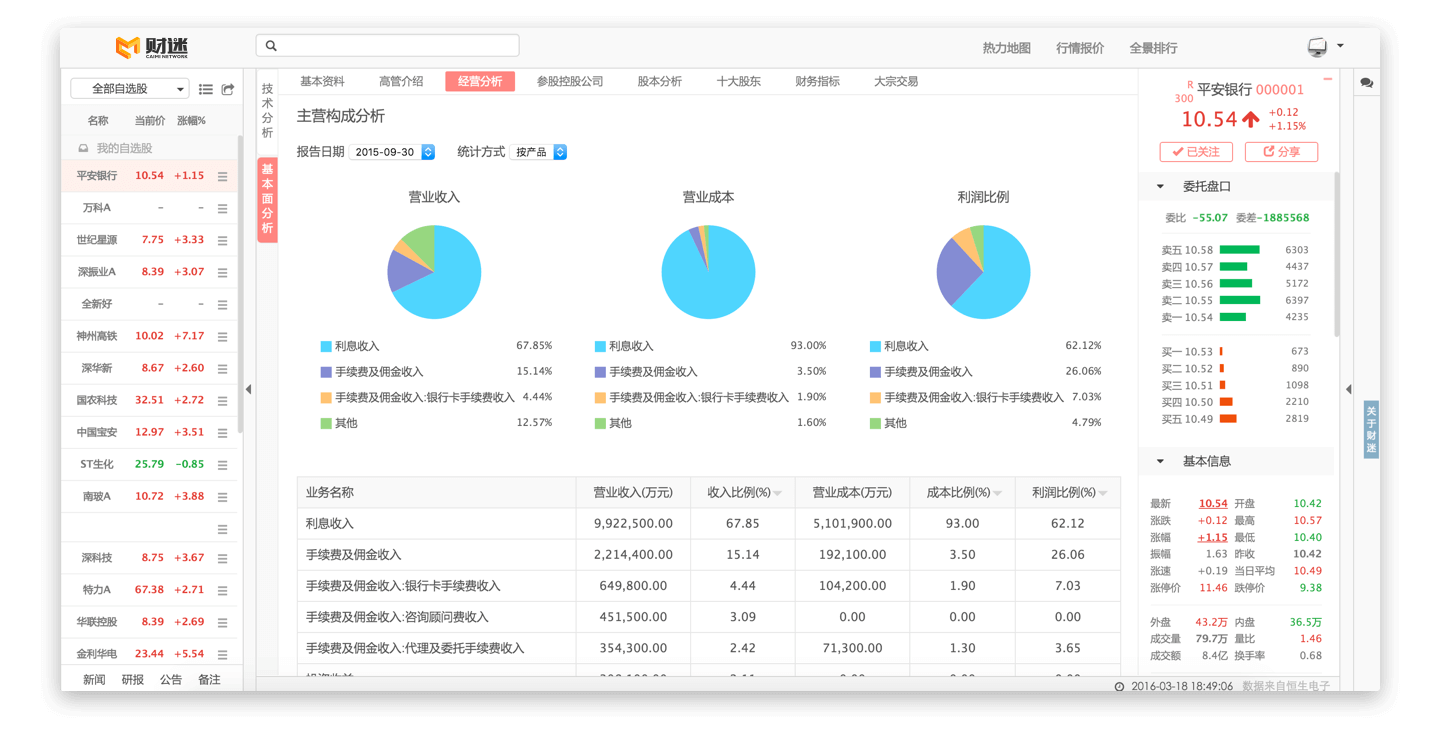 财迷
CAIMI NETWORK
热力地图 行情报价 全景排行
全部自选股
名称 当前价 涨幅%
我的自选股
平安银行 10.54 +1.15
万科A – –
世纪星源 7.75 +3.33
深振业A 8.39 +3.07
全新好 – –
神州高铁 10.02 +7.17
深华新 8.67 +2.60
国农科技 32.51 +2.72
中国宝安 12.97 +3.51
ST生化 25.79 -0.85
南玻A 10.72 +3.88
深科技 8.75 +3.67
特力A 67.38 +2.71
华联控股 8.39 +2.69
金利华电 23.44 +5.54
新闻 研报 公告 备注
技术分析
基本面分析
基本资料 高管介绍 经营分析 参股控股公司 股本分析 十大股东 财务指标 大宗交易
主营构成分析
报告日期 2015-09-30 统计方式 按产品
营业收入
利息收入 67.85%
手续费及佣金收入 15.14%
手续费及佣金收入:银行卡手续费收入 4.44%
其他 12.57%
营业成本
利息收入 93.00%
手续费及佣金收入 3.50%
手续费及佣金收入:银行卡手续费收入 1.90%
其他 1.60%
利润比例
利息收入 62.12%
手续费及佣金收入 26.06%
手续费及佣金收入:银行卡手续费收入 7.03%
其他 4.79%
业务名称 营业收入(万元) 收入比例(%) 营业成本(万元) 成本比例(%) 利润比例(%)
利息收入 9,922,500.00 67.85 5,101,900.00 93.00 62.12
手续费及佣金收入 2,214,400.00 15.14 192,100.00 3.50 26.06
手续费及佣金收入:银行卡手续费收入 649,800.00 4.44 104,200.00 1.90 7.03
手续费及佣金收入:咨询顾问费收入 451,500.00 3.09 0.00 0.00 0.00
手续费及佣金收入:代理及委托手续费收入 354,300.00 2.42 71,300.00 1.30 3.65
R
300
平安银行 000001
10.54
+0.12
+1.15%
已关注 分享
委托盘口
委比 -55.07 委差-1885568
卖五 10.58 6303
卖四 10.57 4437
卖三 10.56 5172
卖二 10.55 6397
卖一 10.54 4235
买一 10.53 673
买二 10.52 890
买三 10.51 1098
买四 10.50 2210
买五 10.49 2819
基本信息
最新 10.54 开盘 10.42
涨跌 +0.12 最高 10.57
涨幅 +1.15 最低 10.40
振幅 1.63 昨收 10.42
涨速 +0.19 当日平均 10.49
涨停价 11.46 跌停价 9.38
外盘 43.2万 内盘 36.5万
成交量 79.7万 量比 1.46
成交额 8.4亿 换手率 0.68
关于财迷
2016-03-18 18:49:06 数据来自恒生电子